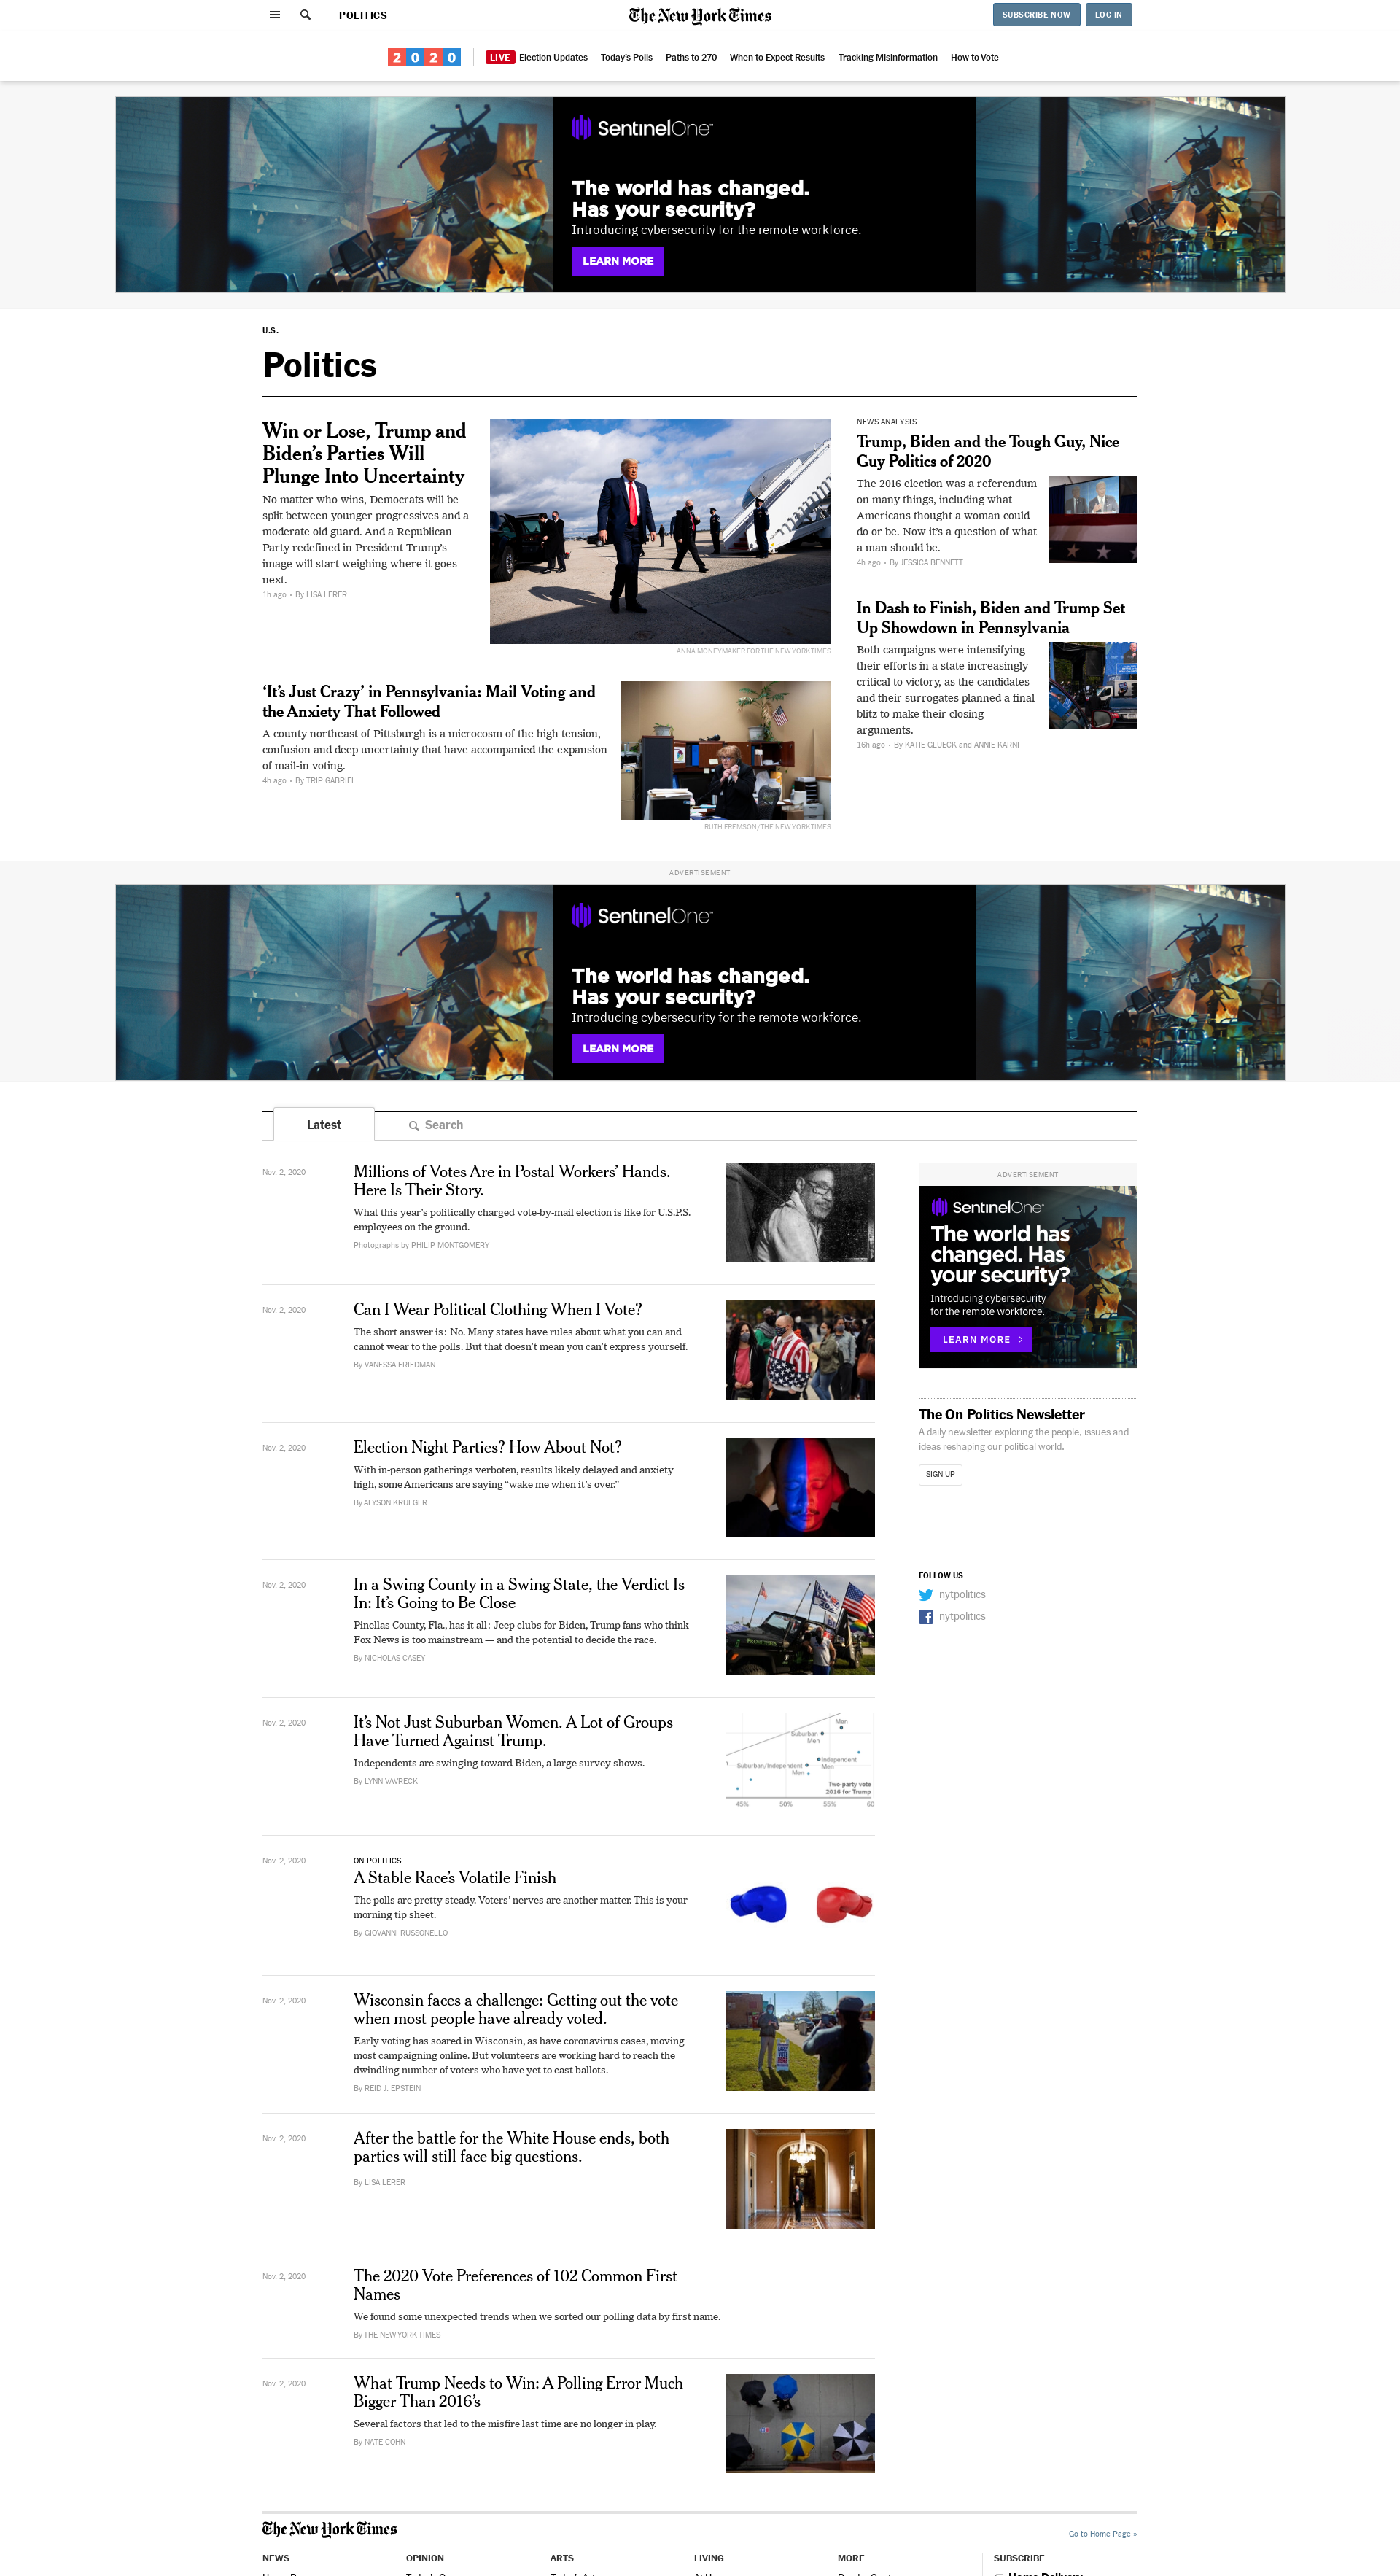 POLITICS
The New York Times
SUBSCRIBE NOW
LOG IN
2020
LIVE Election Updates
Today's Polls
Paths to 270
When to Expect Results
Tracking Misinformation
How to Vote
SentinelOne™
The world has changed.
Has your security?
Introducing cybersecurity for the remote workforce.
LEARN MORE
U.S.
Politics
Win or Lose, Trump and
Biden's Parties Will
Plunge Into Uncertainty
No matter who wins, Democrats will be
split between younger progressives and a
moderate old guard. And a Republican
Party redefined in President Trump's
image will start weighing where it goes
next.
1h ago • By LISA LERER
ANNA MONEYMAKER FOR THE NEW YORK TIMES
‘It's Just Crazy’ in Pennsylvania: Mail Voting and
the Anxiety That Followed
A county northeast of Pittsburgh is a microcosm of the high tension,
confusion and deep uncertainty that have accompanied the expansion
of mail-in voting.
4h ago • By TRIP GABRIEL
RUTH FREMSON/THE NEW YORK TIMES
NEWS ANALYSIS
Trump, Biden and the Tough Guy, Nice
Guy Politics of 2020
The 2016 election was a referendum
on many things, including what
Americans thought a woman could
do or be. Now it's a question of what
a man should be.
4h ago • By JESSICA BENNETT
In Dash to Finish, Biden and Trump Set
Up Showdown in Pennsylvania
Both campaigns were intensifying
their efforts in a state increasingly
critical to victory, as the candidates
and their surrogates planned a final
blitz to make their closing
arguments.
16h ago • By KATIE GLUECK and ANNIE KARNI
ADVERTISEMENT
SentinelOne™
The world has changed.
Has your security?
Introducing cybersecurity for the remote workforce.
LEARN MORE
Latest
Search
Nov. 2, 2020
Millions of Votes Are in Postal Workers' Hands.
Here Is Their Story.
What this year's politically charged vote-by-mail election is like for U.S.P.S.
employees on the ground.
Photographs by PHILIP MONTGOMERY
Nov. 2, 2020
Can I Wear Political Clothing When I Vote?
The short answer is: No. Many states have rules about what you can and
cannot wear to the polls. But that doesn't mean you can't express yourself.
By VANESSA FRIEDMAN
Nov. 2, 2020
Election Night Parties? How About Not?
With in-person gatherings verboten, results likely delayed and anxiety
high, some Americans are saying “wake me when it's over.”
By ALYSON KRUEGER
Nov. 2, 2020
In a Swing County in a Swing State, the Verdict Is
In: It's Going to Be Close
Pinellas County, Fla., has it all: Jeep clubs for Biden, Trump fans who think
Fox News is too mainstream — and the potential to decide the race.
By NICHOLAS CASEY
Nov. 2, 2020
It's Not Just Suburban Women. A Lot of Groups
Have Turned Against Trump.
Independents are swinging toward Biden, a large survey shows.
By LYNN VAVRECK
Men
Suburban
Men
Independent
Men
Suburban/Independent
Men
Two-party vote
2016 for Trump
45% 50% 55% 60
Nov. 2, 2020
ON POLITICS
A Stable Race's Volatile Finish
The polls are pretty steady. Voters' nerves are another matter. This is your
morning tip sheet.
By GIOVANNI RUSSONELLO
Nov. 2, 2020
Wisconsin faces a challenge: Getting out the vote
when most people have already voted.
Early voting has soared in Wisconsin, as have coronavirus cases, moving
most campaigning online. But volunteers are working hard to reach the
dwindling number of voters who have yet to cast ballots.
By REID J. EPSTEIN
Nov. 2, 2020
After the battle for the White House ends, both
parties will still face big questions.
By LISA LERER
Nov. 2, 2020
The 2020 Vote Preferences of 102 Common First
Names
We found some unexpected trends when we sorted our polling data by first name.
By THE NEW YORK TIMES
Nov. 2, 2020
What Trump Needs to Win: A Polling Error Much
Bigger Than 2016's
Several factors that led to the misfire last time are no longer in play.
By NATE COHN
ADVERTISEMENT
SentinelOne™
The world has
changed. Has
your security?
Introducing cybersecurity
for the remote workforce.
LEARN MORE
The On Politics Newsletter
A daily newsletter exploring the people, issues and
ideas reshaping our political world.
SIGN UP
FOLLOW US
nytpolitics
nytpolitics
The New York Times
Go to Home Page »
NEWS
OPINION
ARTS
LIVING
MORE
SUBSCRIBE